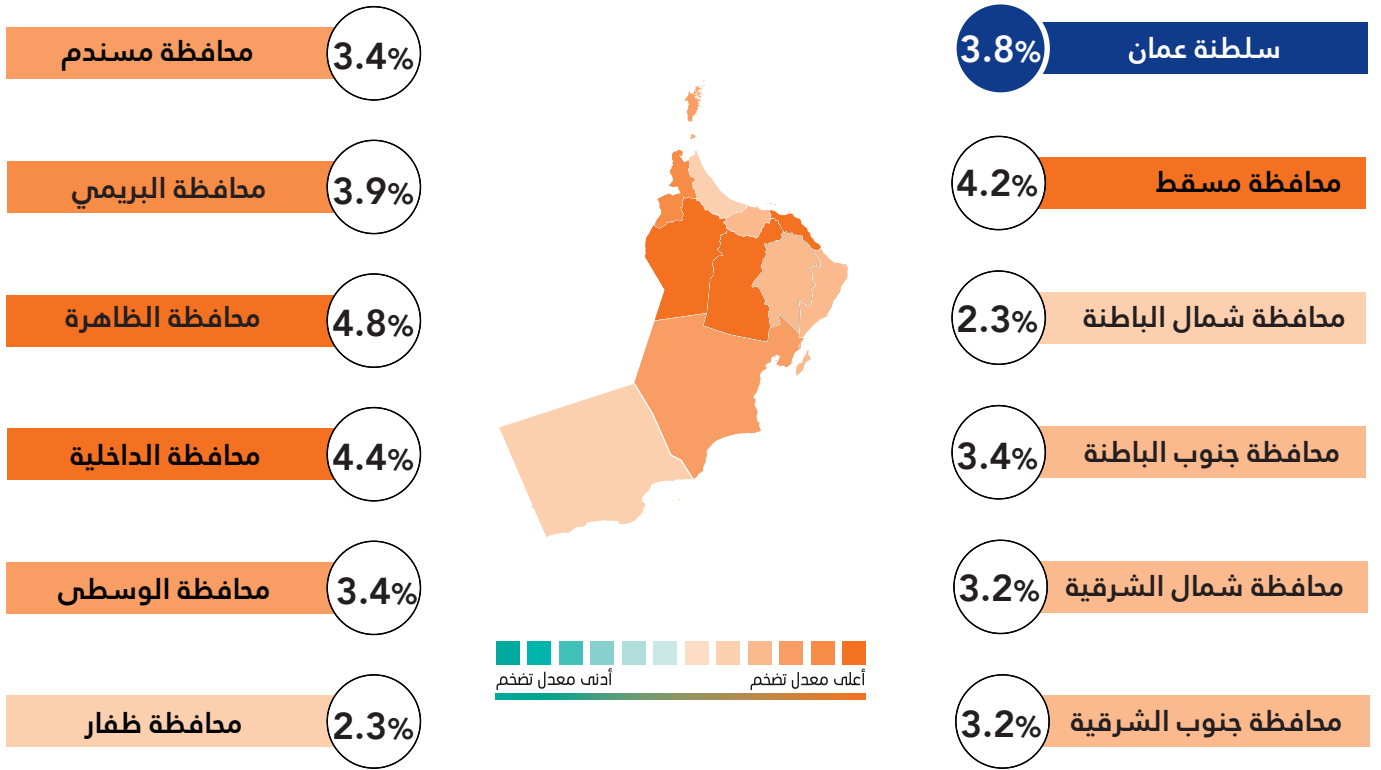 سلطنة عمان
3.8%
محافظة مسقط
4.2%
محافظة شمال الباطنة
2.3%
محافظة جنوب الباطنة
3.4%
محافظة شمال الشرقية
3.2%
محافظة جنوب الشرقية
3.2%
محافظة مسندم
3.4%
محافظة البريمي
3.9%
محافظة الظاهرة
4.8%
محافظة الداخلية
4.4%
محافظة الوسطى
3.4%
محافظة ظفار
2.3%
أعلى معدل تضخم
أدنى معدل تضخم